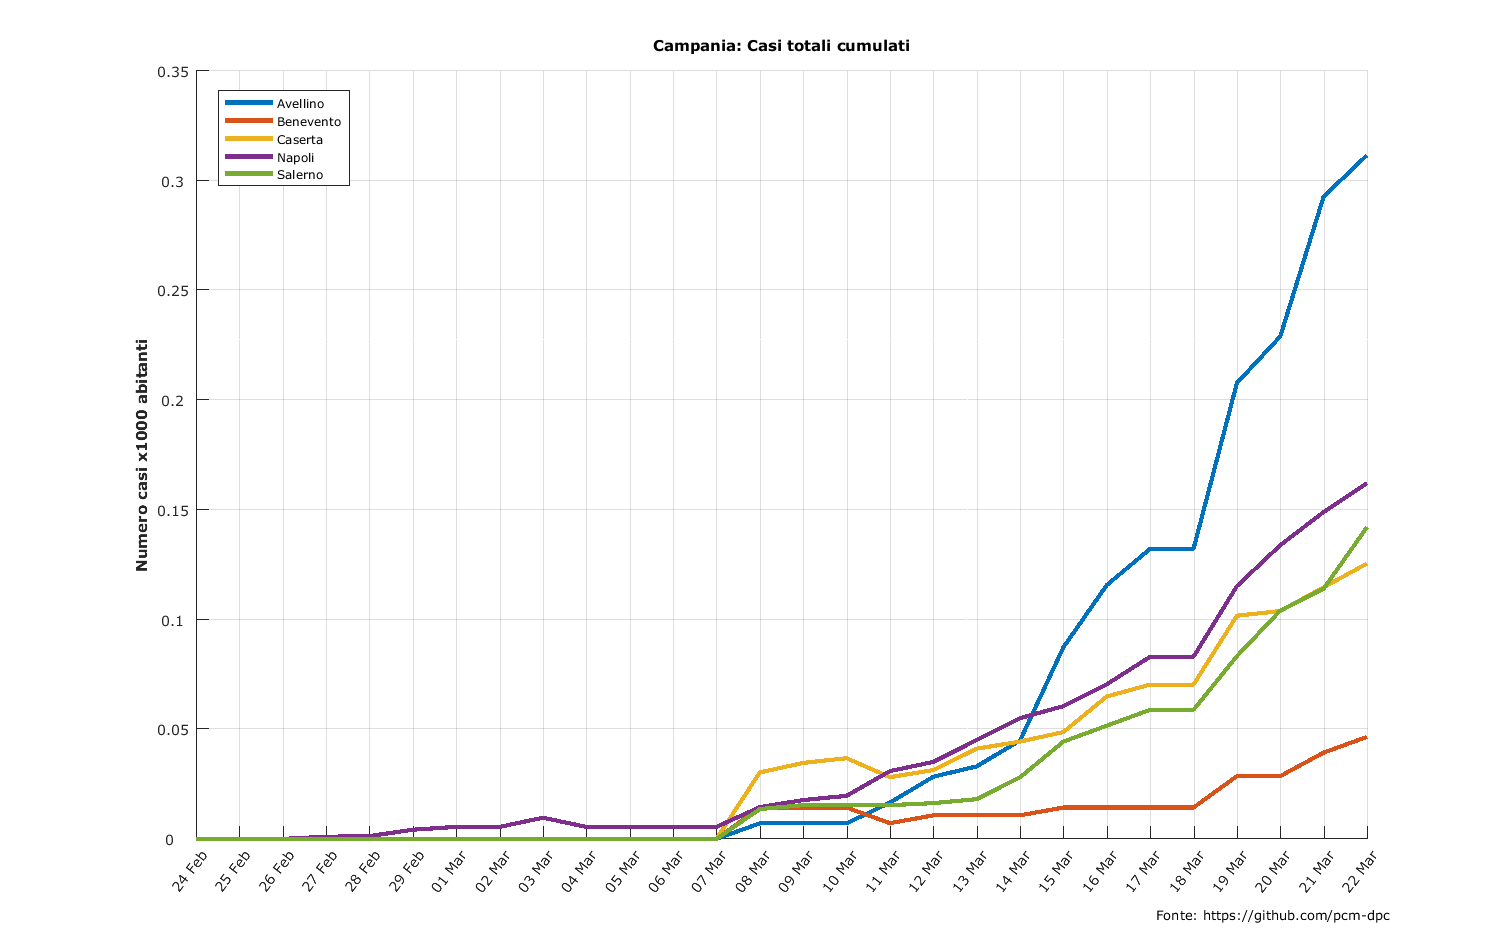 Campania: Casi totali cumulati
0.35
0.3
0.25
0.2
0.15
0.1
0.05
0
Numero casi x1000 abitanti
Avellino
Benevento
Caserta
Napoli
Salerno
24 Feb
25 Feb
26 Feb
27 Feb
28 Feb
29 Feb
01 Mar
02 Mar
03 Mar
04 Mar
05 Mar
06 Mar
07 Mar
08 Mar
09 Mar
10 Mar
11 Mar
12 Mar
13 Mar
14 Mar
15 Mar
16 Mar
17 Mar
18 Mar
19 Mar
20 Mar
21 Mar
22 Mar
Fonte: https://github.com/pcm-dpc